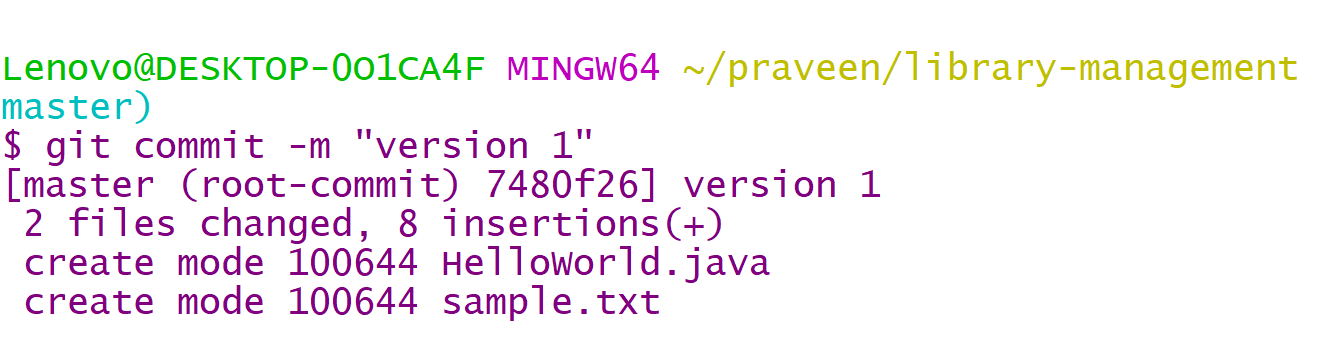 Lenovo@DESKTOP-0O1CA4F MINGW64 ~/praveen/library-management
master)
$ git commit -m "version 1"
[master (root-commit) 7480f26] version 1
 2 files changed, 8 insertions(+)
 create mode 100644 HelloWorld.java
 create mode 100644 sample.txt